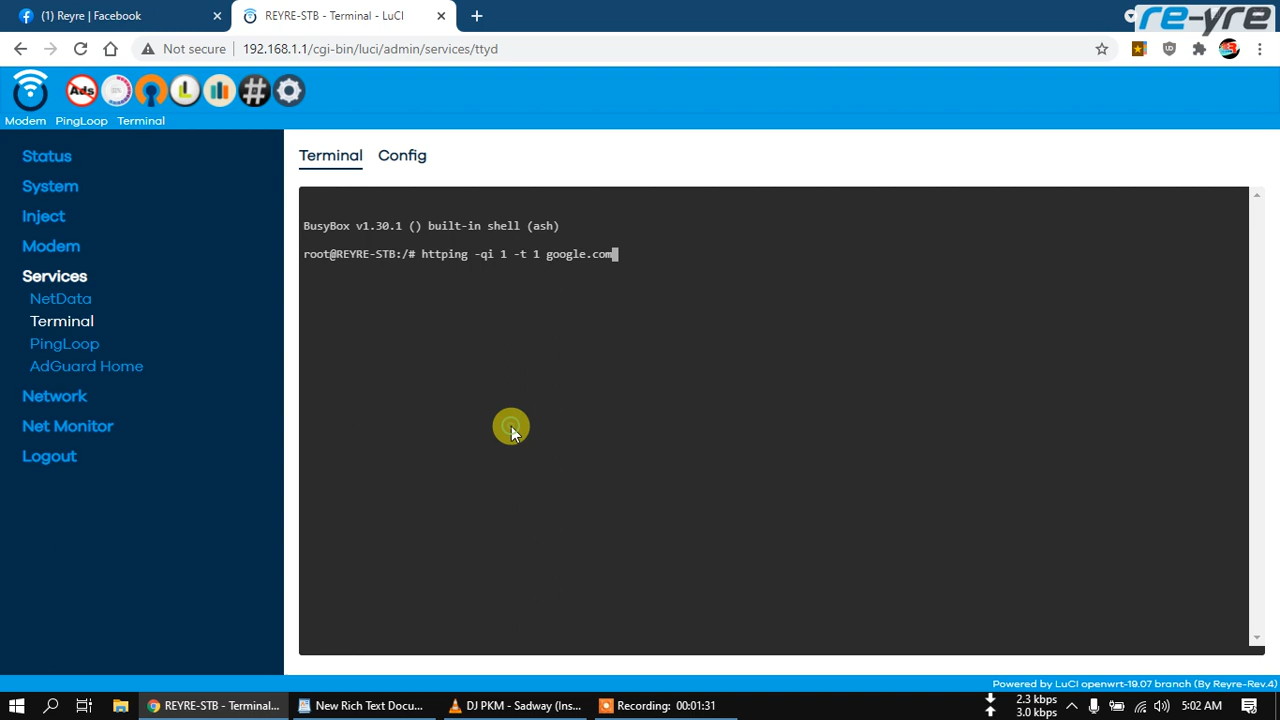 (1) Reyre | Facebook
REYRE-STB - Terminal - LuCI
re-yre
Not secure
192.168.1.1/cgi-bin/luci/admin/services/ttyd
Ads
Modem
PingLoop
Terminal
Status
System
Inject
Modem
Services
NetData
Terminal
PingLoop
AdGuard Home
Network
Net Monitor
Logout
Terminal
Config
BusyBox v1.30.1 () built-in shell (ash)
root@REYRE-STB:/# httping -qi 1 -t 1 google.com
Powered by LuCI openwrt-19.07 branch (By Reyre-Rev.4)
REYRE-STB - Termina...
New Rich Text Docu...
DJ PKM - Sadway (Ins...
Recording: 00:01:31
2.3 kbps
3.0 kbps
5:02 AM